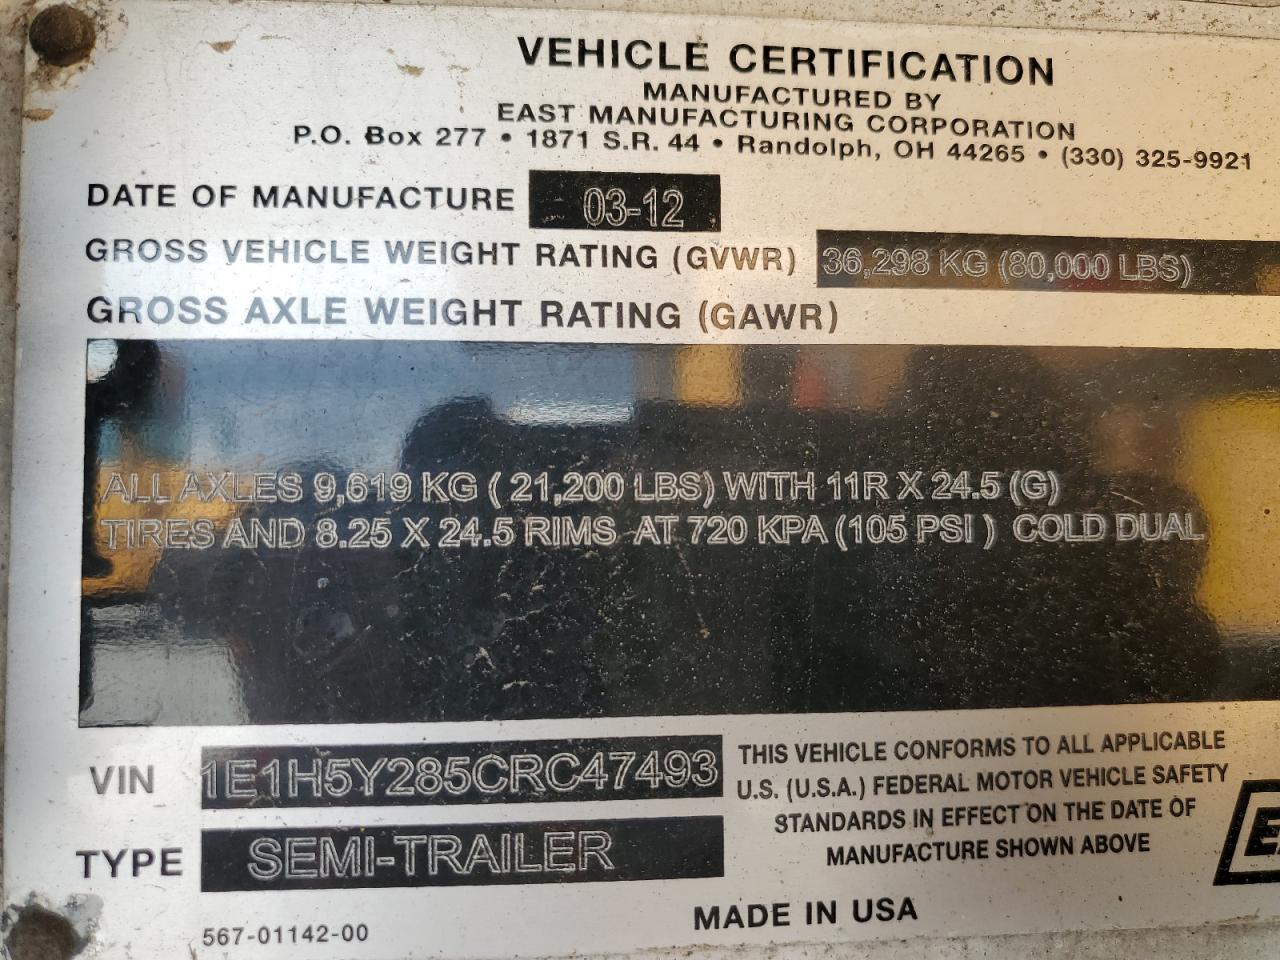 VEHICLE CERTIFICATION
MANUFACTURED BY
EAST MANUFACTURING CORPORATION
P.O. Box 277 • 1871 S.R. 44 • Randolph, OH 44265 • (330) 325-9921
DATE OF MANUFACTURE 03-12
GROSS VEHICLE WEIGHT RATING (GVWR) 36,298 KG (80,000 LBS)
GROSS AXLE WEIGHT RATING (GAWR)
ALL AXLES 9,619 KG ( 21,200 LBS) WITH 11R X 24.5 (G)
TIRES AND 8.25 X 24.5 RIMS AT 720 KPA (105 PSI ) COLD DUAL
VIN 1E1H5Y285CRC47493
TYPE SEMI-TRAILER
567-01142-00
THIS VEHICLE CONFORMS TO ALL APPLICABLE
U.S. (U.S.A.) FEDERAL MOTOR VEHICLE SAFETY
STANDARDS IN EFFECT ON THE DATE OF
MANUFACTURE SHOWN ABOVE
MADE IN USA